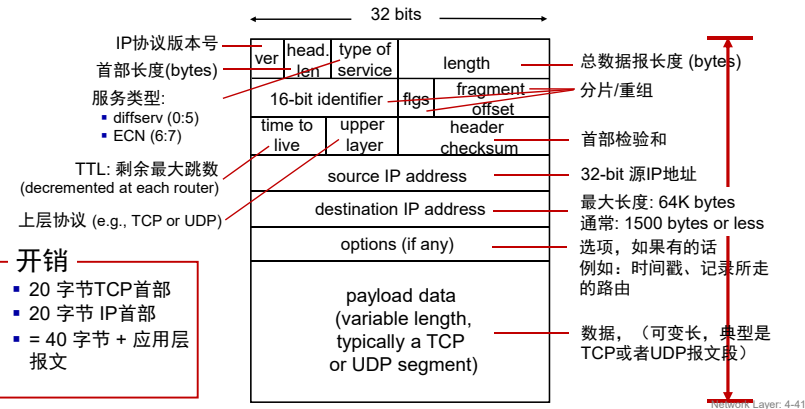 32 bits
ver
head.
len
type of
service
length
16-bit identifier
flgs
fragment
offset
time to
live
upper
layer
header
checksum
source IP address
destination IP address
options (if any)
payload data
(variable length,
typically a TCP
or UDP segment)
IP协议版本号
首部长度(bytes)
服务类型:
▪ diffserv (0:5)
▪ ECN (6:7)
TTL: 剩余最大跳数
(decremented at each router)
上层协议 (e.g., TCP or UDP)
总数据报长度 (bytes)
分片/重组
首部检验和
32-bit 源IP地址
最大长度: 64K bytes
通常: 1500 bytes or less
选项，如果有的话
例如：时间戳、记录所走
的路由
数据，（可变长，典型是
TCP或者UDP报文段）
开销
▪ 20 字节TCP首部
▪ 20 字节 IP首部
▪ = 40 字节 + 应用层
报文
Network Layer: 4-41